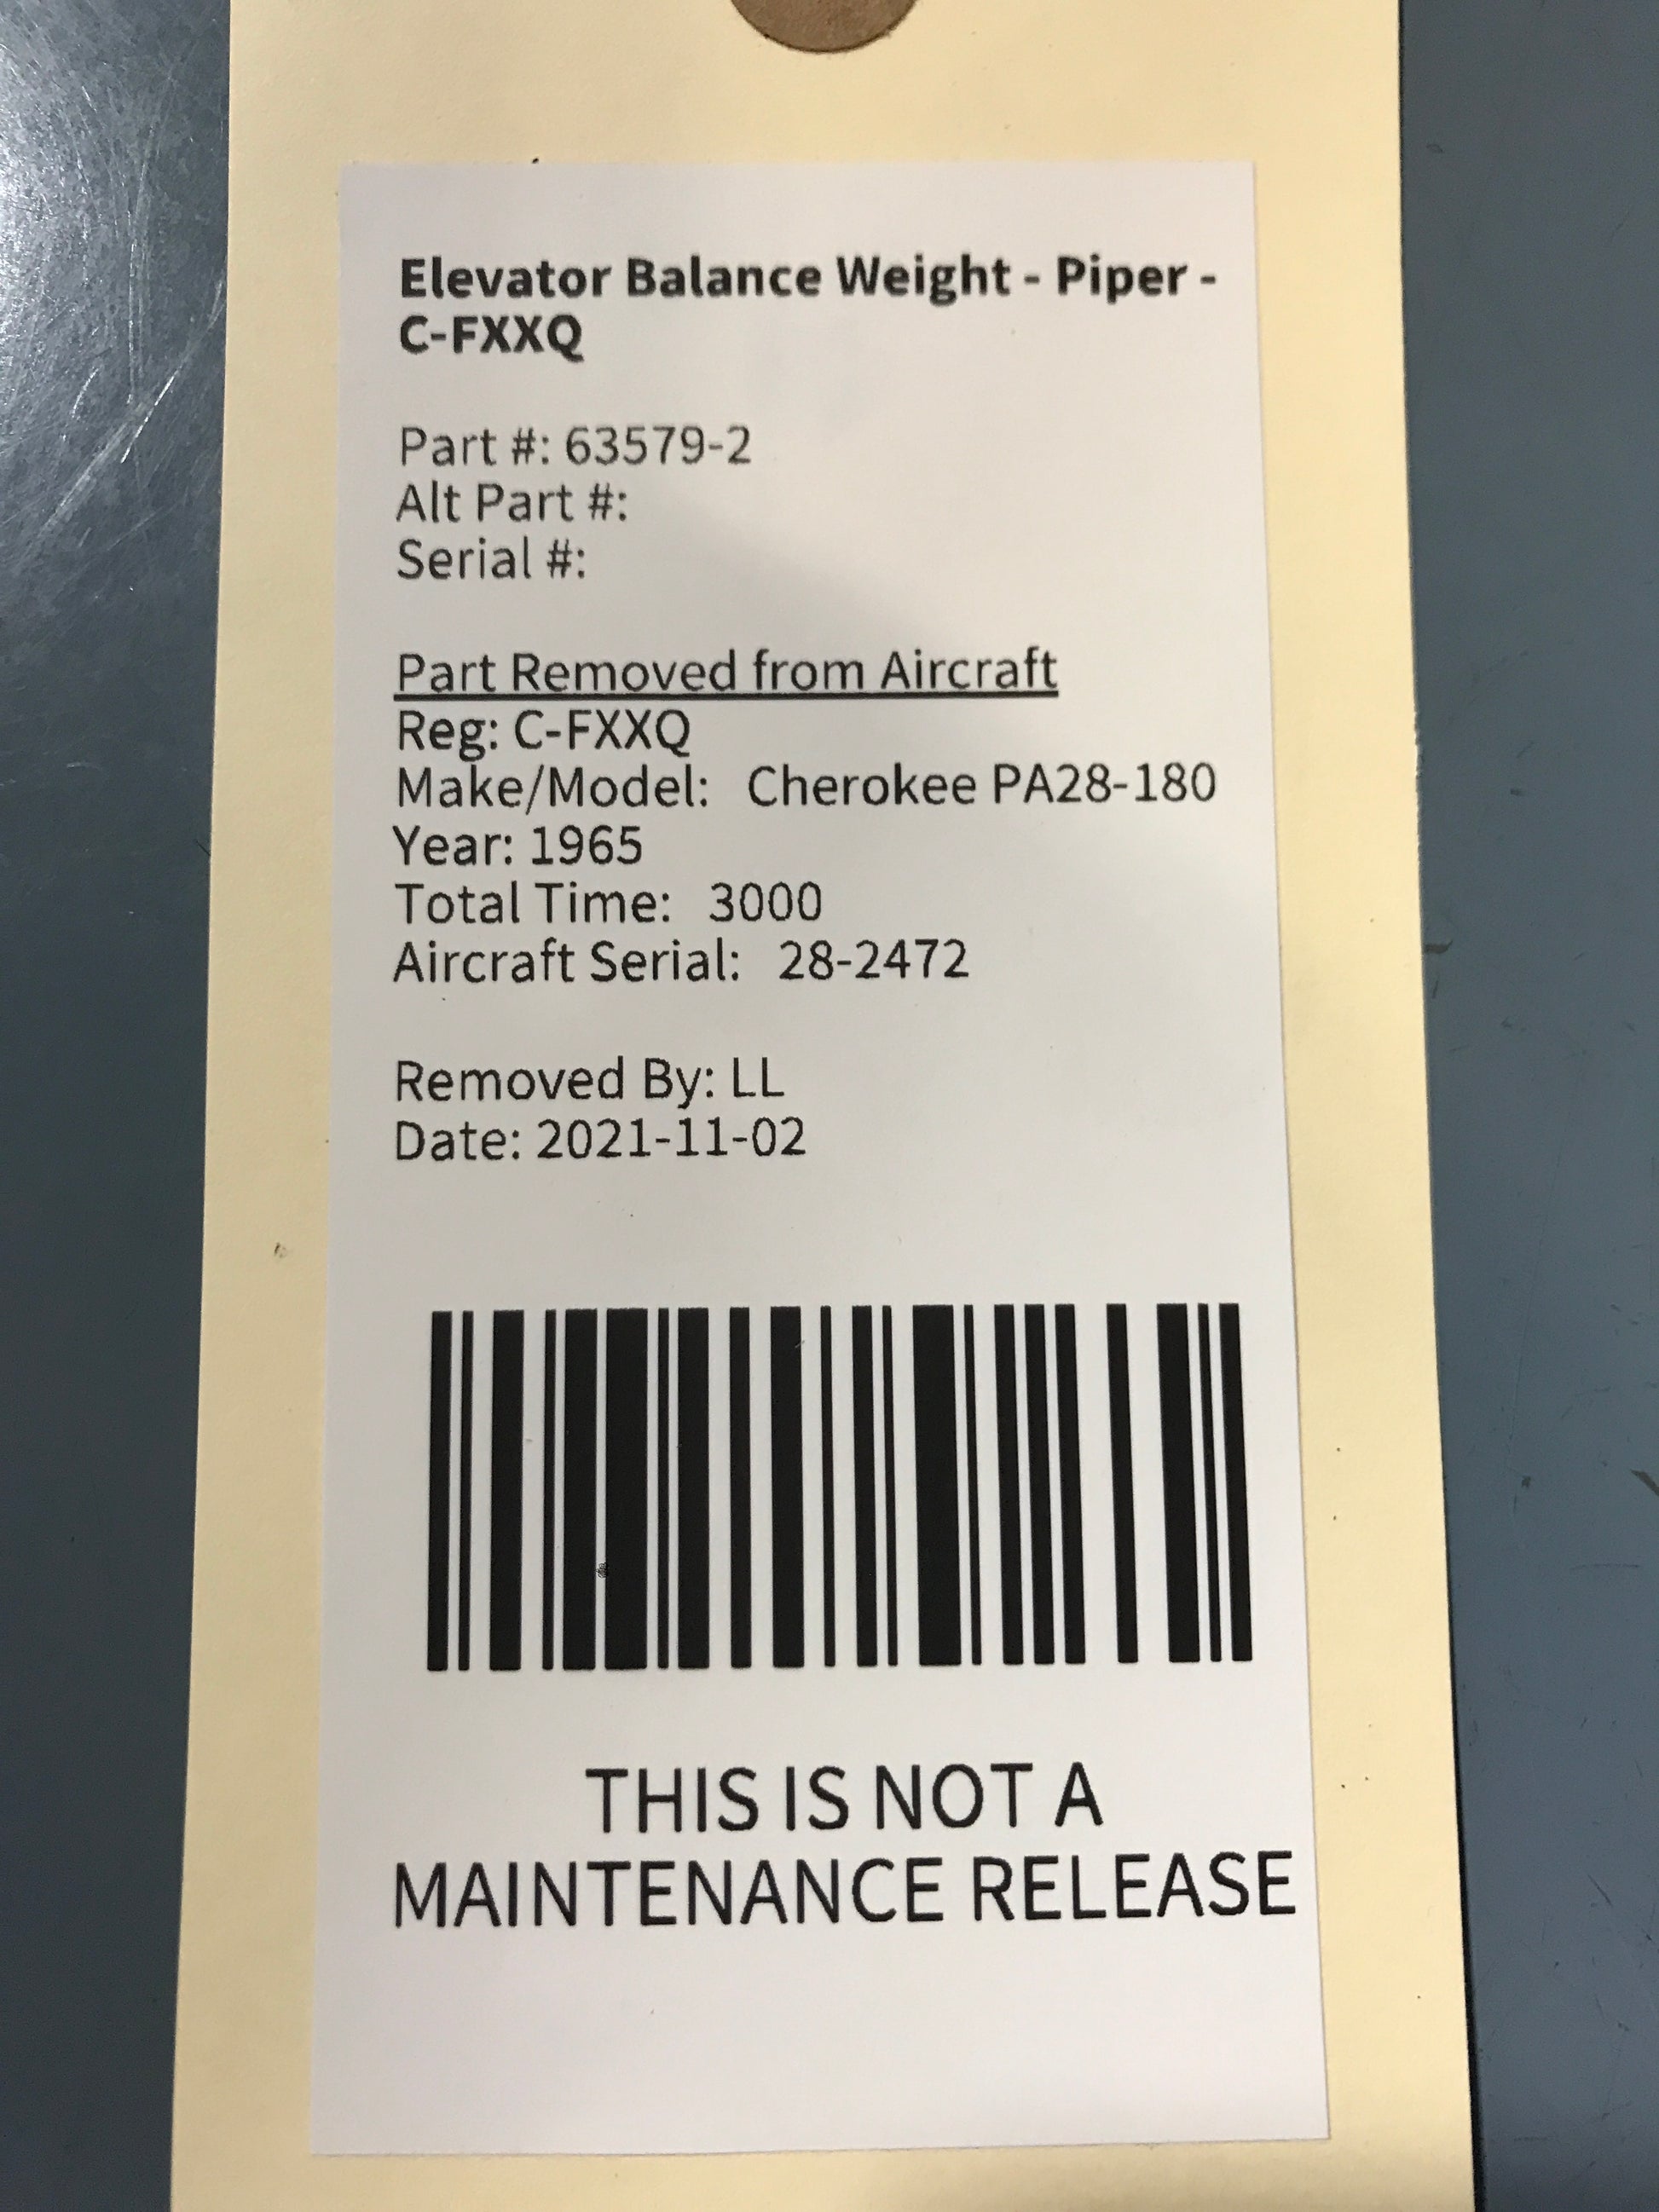 Elevator Balance Weight - Piper -
C-FXXQ
Part #: 63579-2
Alt Part #:
Serial #:
Part Removed from Aircraft
Reg: C-FXXQ
Make/Model: Cherokee PA28-180
Year: 1965
Total Time: 3000
Aircraft Serial: 28-2472
Removed By: LL
Date: 2021-11-02
THIS IS NOT A
MAINTENANCE RELEASE